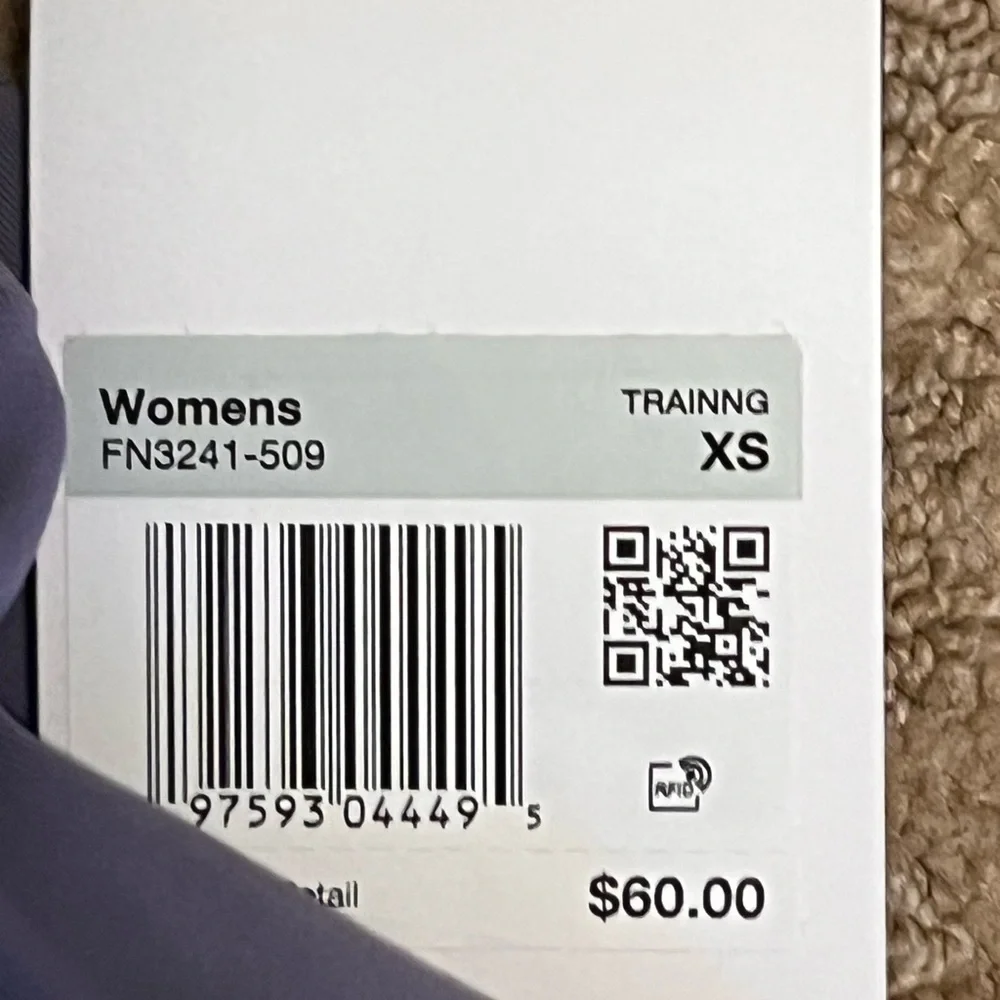 Womens
TRAINNG
FN3241-509
XS
97593 04449 5
RFID
$60.00